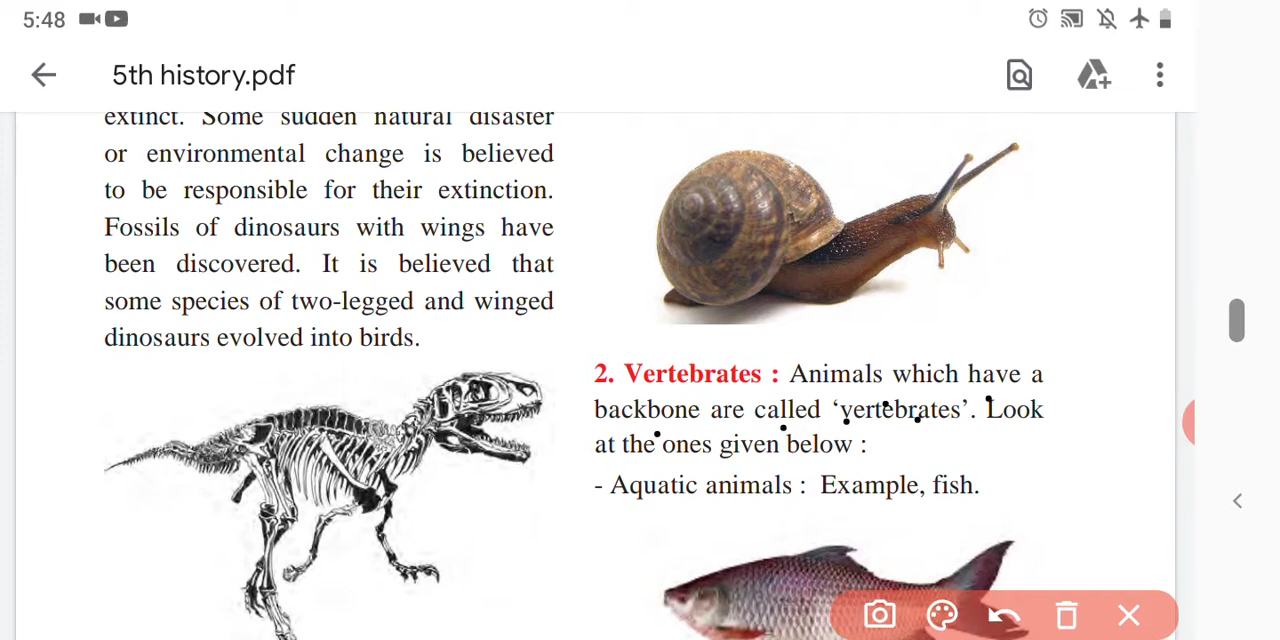 5:48
5th history.pdf
extinct. Some sudden natural disaster
or environmental change is believed
to be responsible for their extinction.
Fossils of dinosaurs with wings have
been discovered. It is believed that
some species of two-legged and winged
dinosaurs evolved into birds.
2. Vertebrates : Animals which have a
backbone are called ‘vertebrates’. Look
at the ones given below :
- Aquatic animals : Example, fish.